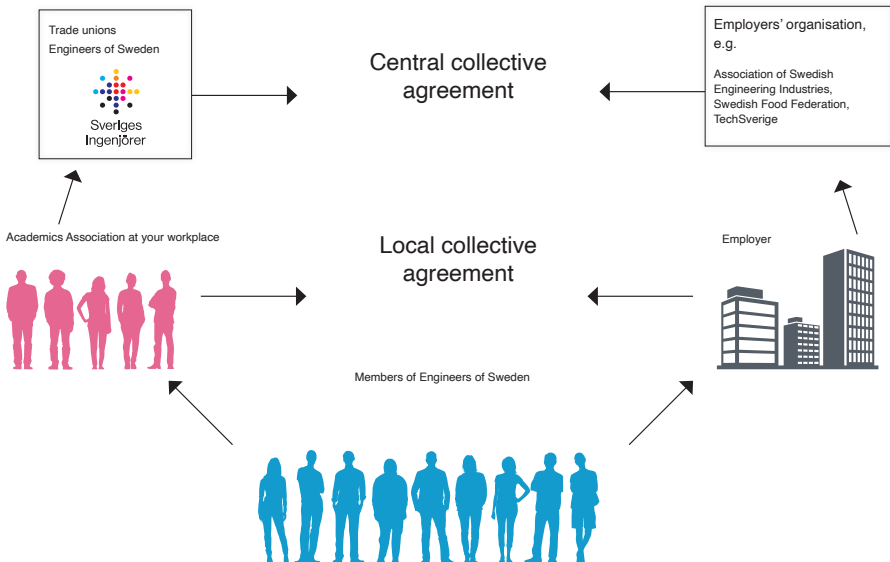 Trade unions
Engineers of Sweden
Sveriges
Ingenjörer
Central collective
agreement
Employers' organisation,
e.g.
Association of Swedish
Engineering Industries,
Swedish Food Federation,
TechSverige
Academics Association at your workplace
Local collective
agreement
Employer
Members of Engineers of Sweden